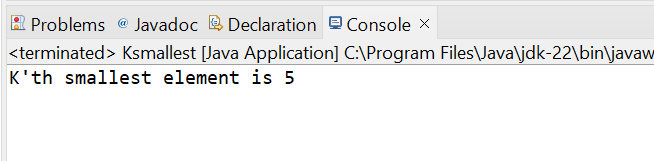 Problems @ Javadoc Declaration Console
<terminated> Ksmallest [Java Application] C:\Program Files\Java\jdk-22\bin\javaw
K'th smallest element is 5